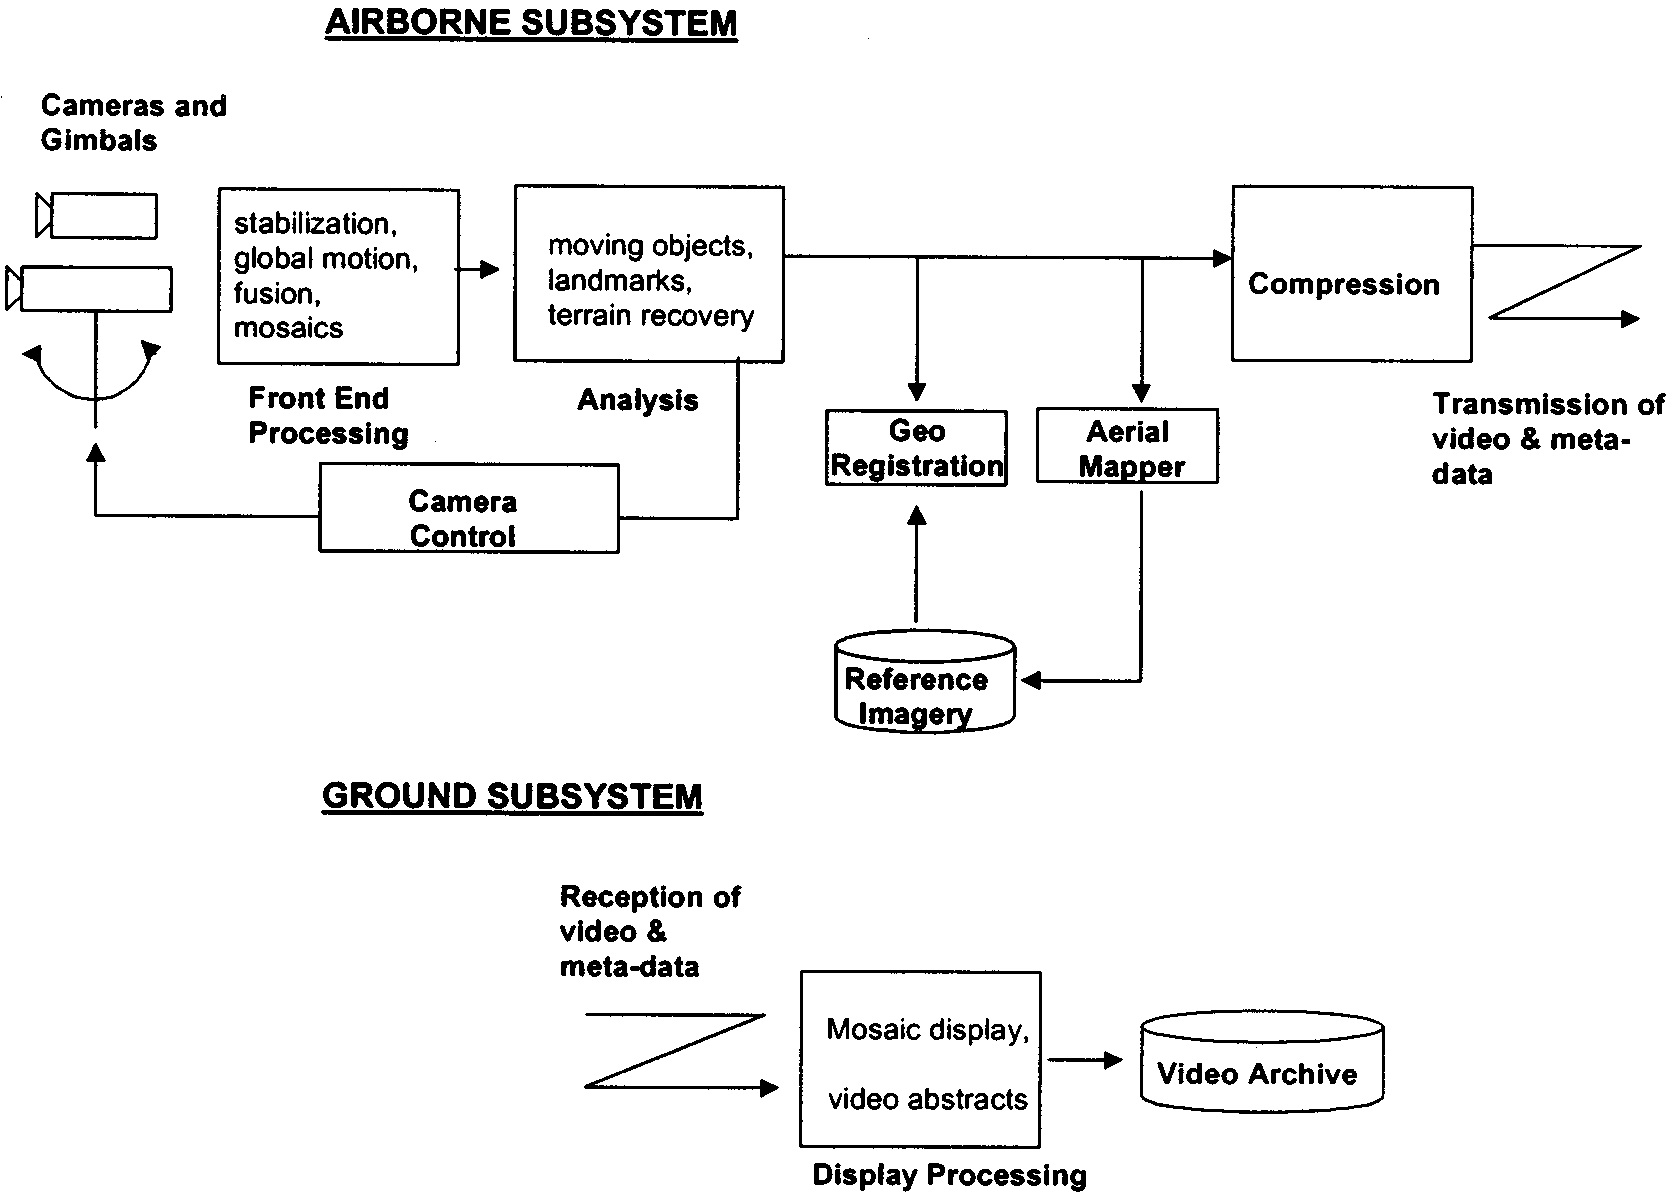 AIRBORNE SUBSYSTEM
Cameras and
Gimbals
stabilization,
global motion,
fusion,
mosaics
Front End
Processing
moving objects,
landmarks,
terrain recovery
Analysis
Camera
Control
Geo
Registration
Aerial
Mapper
Reference
Imagery
Compression
Transmission of
video & meta-
data
GROUND SUBSYSTEM
Reception of
video &
meta-data
Mosaic display,
video abstracts
Display Processing
Video Archive